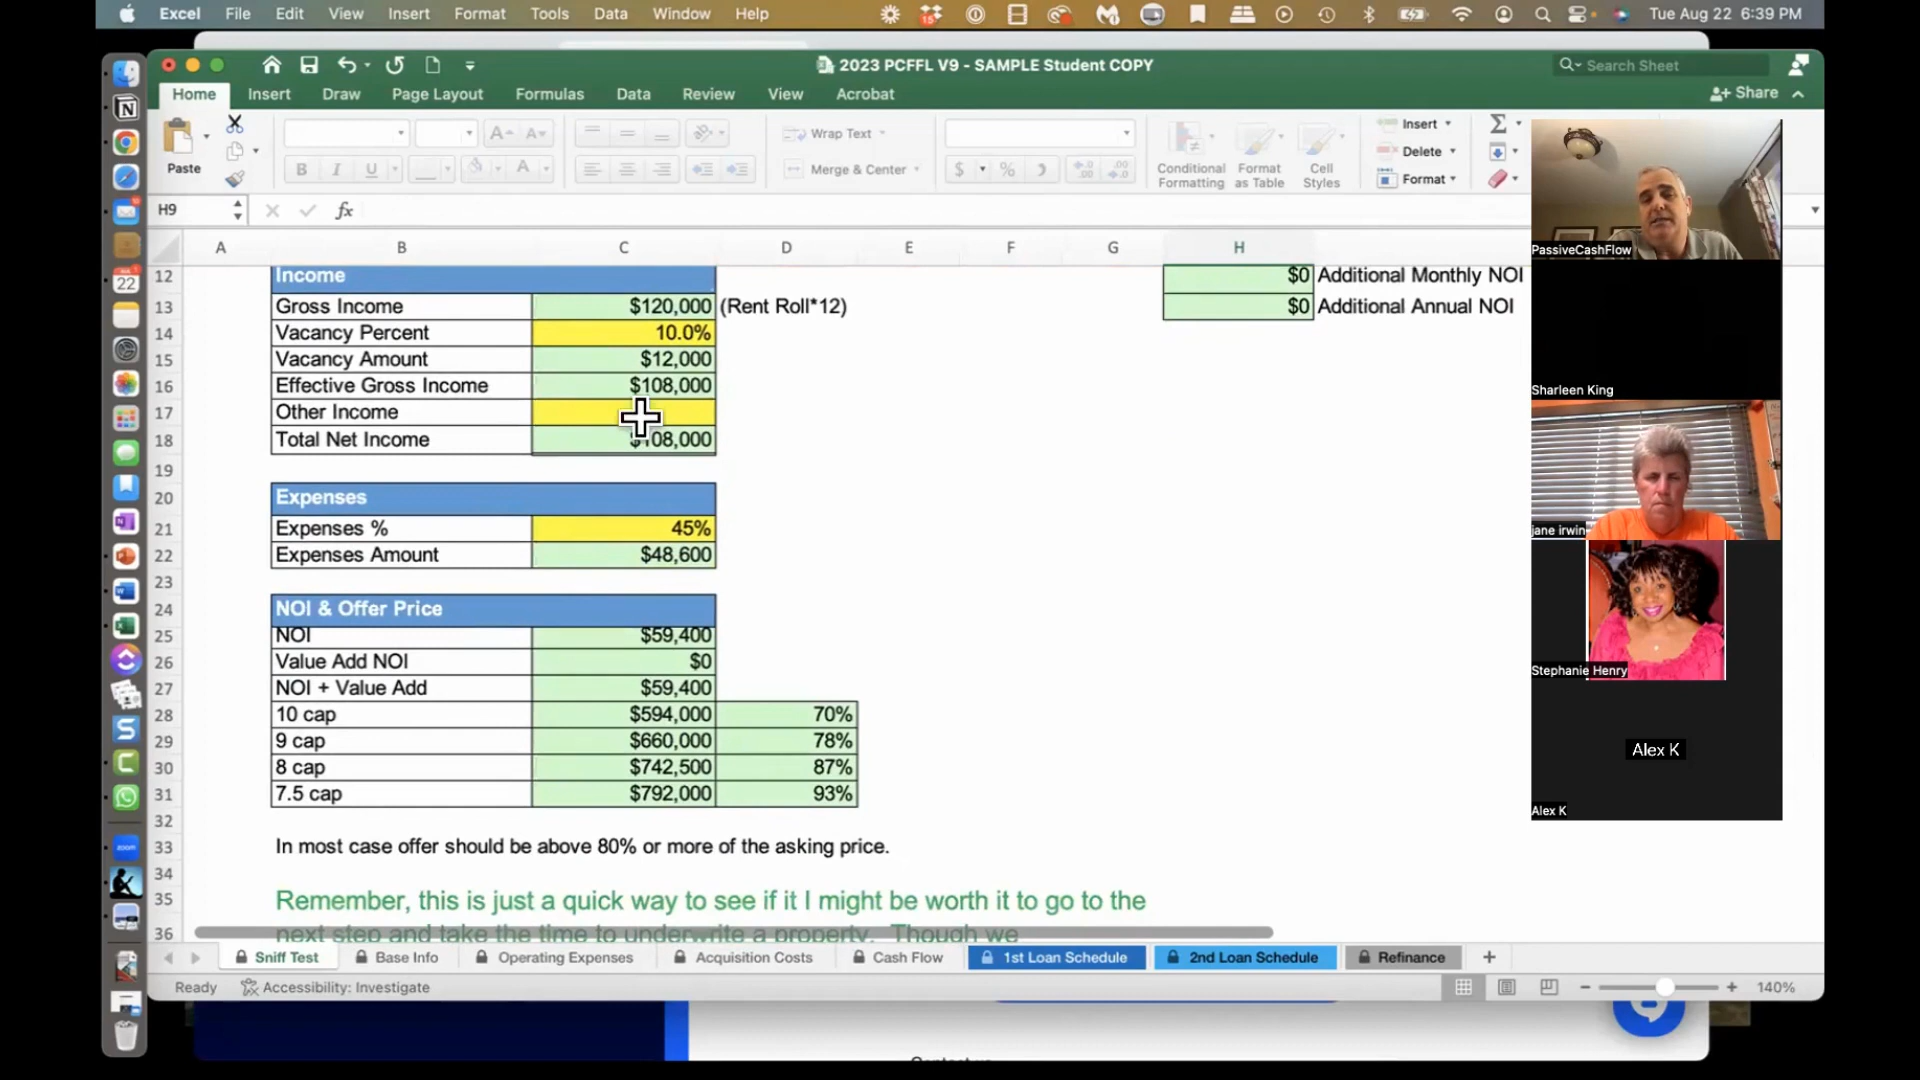 Excel File Edit View Insert Format Tools Data Window Help Tue Aug 22 6:39 PM
2023 PCFFL V9 - SAMPLE Student COPY
Search Sheet
Home Insert Draw Page Layout Formulas Data Review View Acrobat Share
Paste
B I U
Wrap Text
Merge & Center
$ %
Conditional Formatting
Format as Table
Cell Styles
Insert
Delete
Format
H9 fx
A B C D E F G H
12 Income $0 Additional Monthly NOI
13 Gross Income $120,000 (Rent Roll*12) $0 Additional Annual NOI
14 Vacancy Percent 10.0%
15 Vacancy Amount $12,000
16 Effective Gross Income $108,000
17 Other Income
18 Total Net Income $108,000
19
20 Expenses
21 Expenses % 45%
22 Expenses Amount $48,600
23
24 NOI & Offer Price
25 NOI $59,400
26 Value Add NOI $0
27 NOI + Value Add $59,400
28 10 cap $594,000 70%
29 9 cap $660,000 78%
30 8 cap $742,500 87%
31 7.5 cap $792,000 93%
32
33 In most case offer should be above 80% or more of the asking price.
34
35 Remember, this is just a quick way to see if it I might be worth it to go to the
36 next step and take the time to underwrite a property. Though we
Sniff Test Base Info Operating Expenses Acquisition Costs Cash Flow 1st Loan Schedule 2nd Loan Schedule Refinance +
Ready Accessibility: Investigate 140%
PassiveCashFlow
Sharleen King
jane irwin
Stephanie Henry
Alex K
Alex K
22
zoom